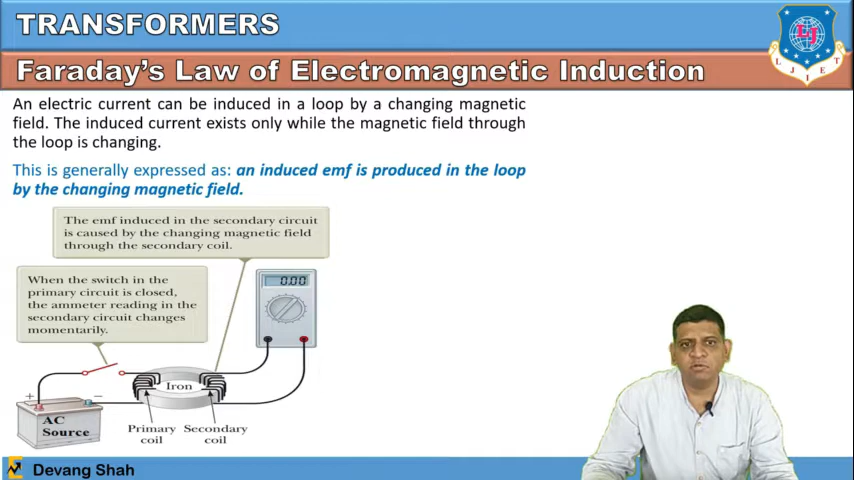 TRANSFORMERS
LJ
L J I E T
Faraday's Law of Electromagnetic Induction
An electric current can be induced in a loop by a changing magnetic
field. The induced current exists only while the magnetic field through
the loop is changing.
This is generally expressed as: an induced emf is produced in the loop
by the changing magnetic field.
The emf induced in the secondary circuit
is caused by the changing magnetic field
through the secondary coil.
When the switch in the
primary circuit is closed,
the ammeter reading in the
secondary circuit changes
momentarily.
0.00
Iron
+ −
AC
Source
Primary
coil
Secondary
coil
Devang Shah